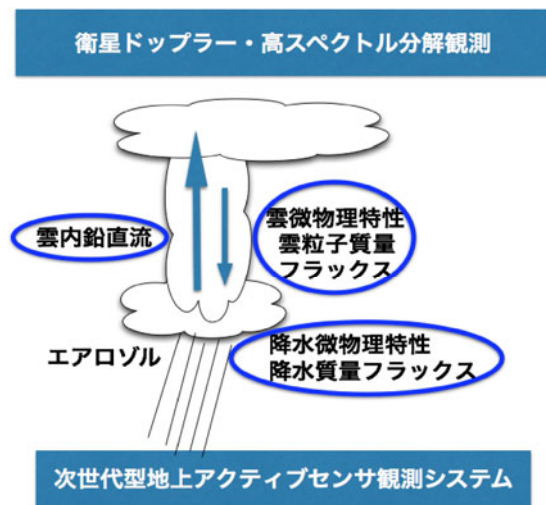 衛星ドップラー・高スペクトル分解観測
雲内鉛直流
雲微物理特性
雲粒子質量
フラックス
エアロゾル
降水微物理特性
降水質量フラックス
次世代型地上アクティブセンサ観測システム